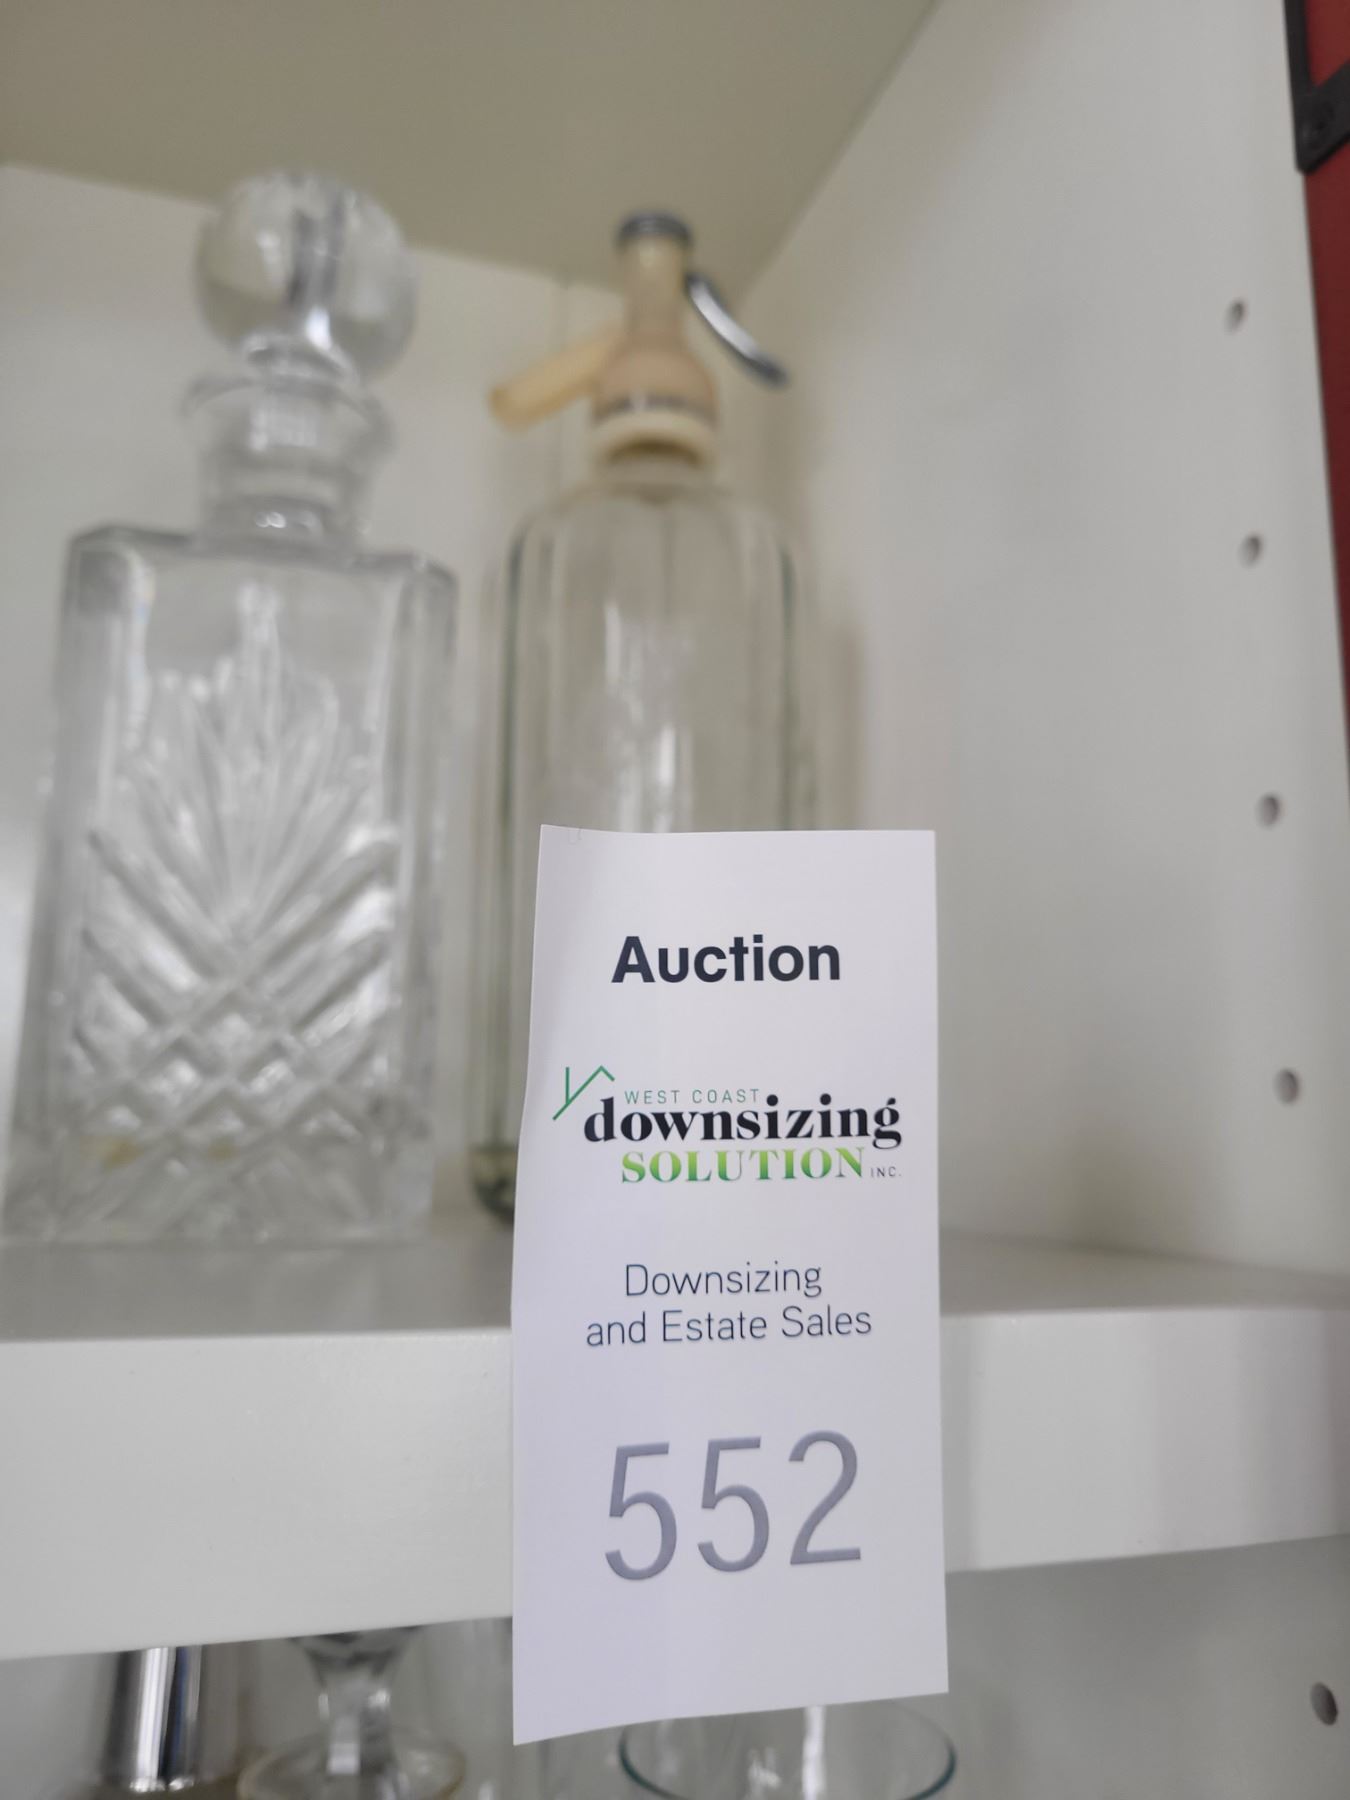 Auction
WEST COAST
downsizing
SOLUTION INC.
Downsizing
and Estate Sales
552